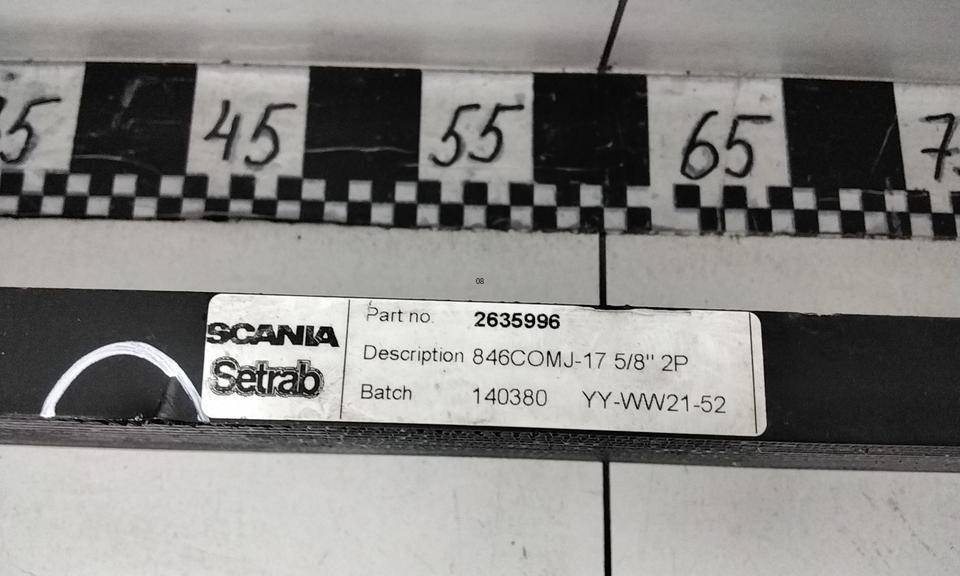 45
55
65
08
SCANIA
Setrab
Part no. 2635996
Description 846COMJ-17 5/8" 2P
Batch 140380 YY-WW21-52